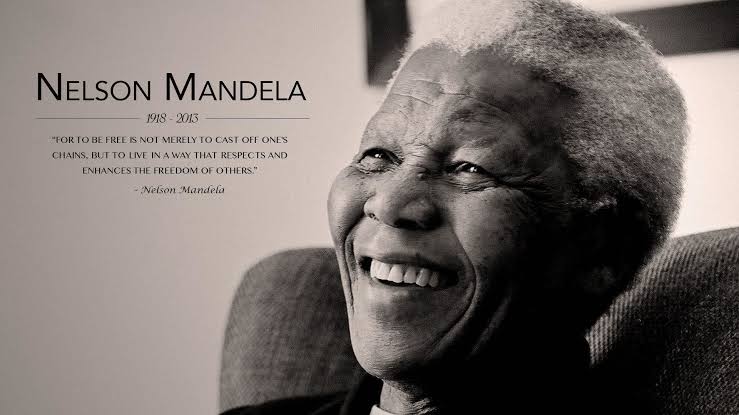 NELSON MANDELA
1918 - 2013
"FOR TO BE FREE IS NOT MERELY TO CAST OFF ONE'S
CHAINS, BUT TO LIVE IN A WAY THAT RESPECTS AND
ENHANCES THE FREEDOM OF OTHERS."
- Nelson Mandela